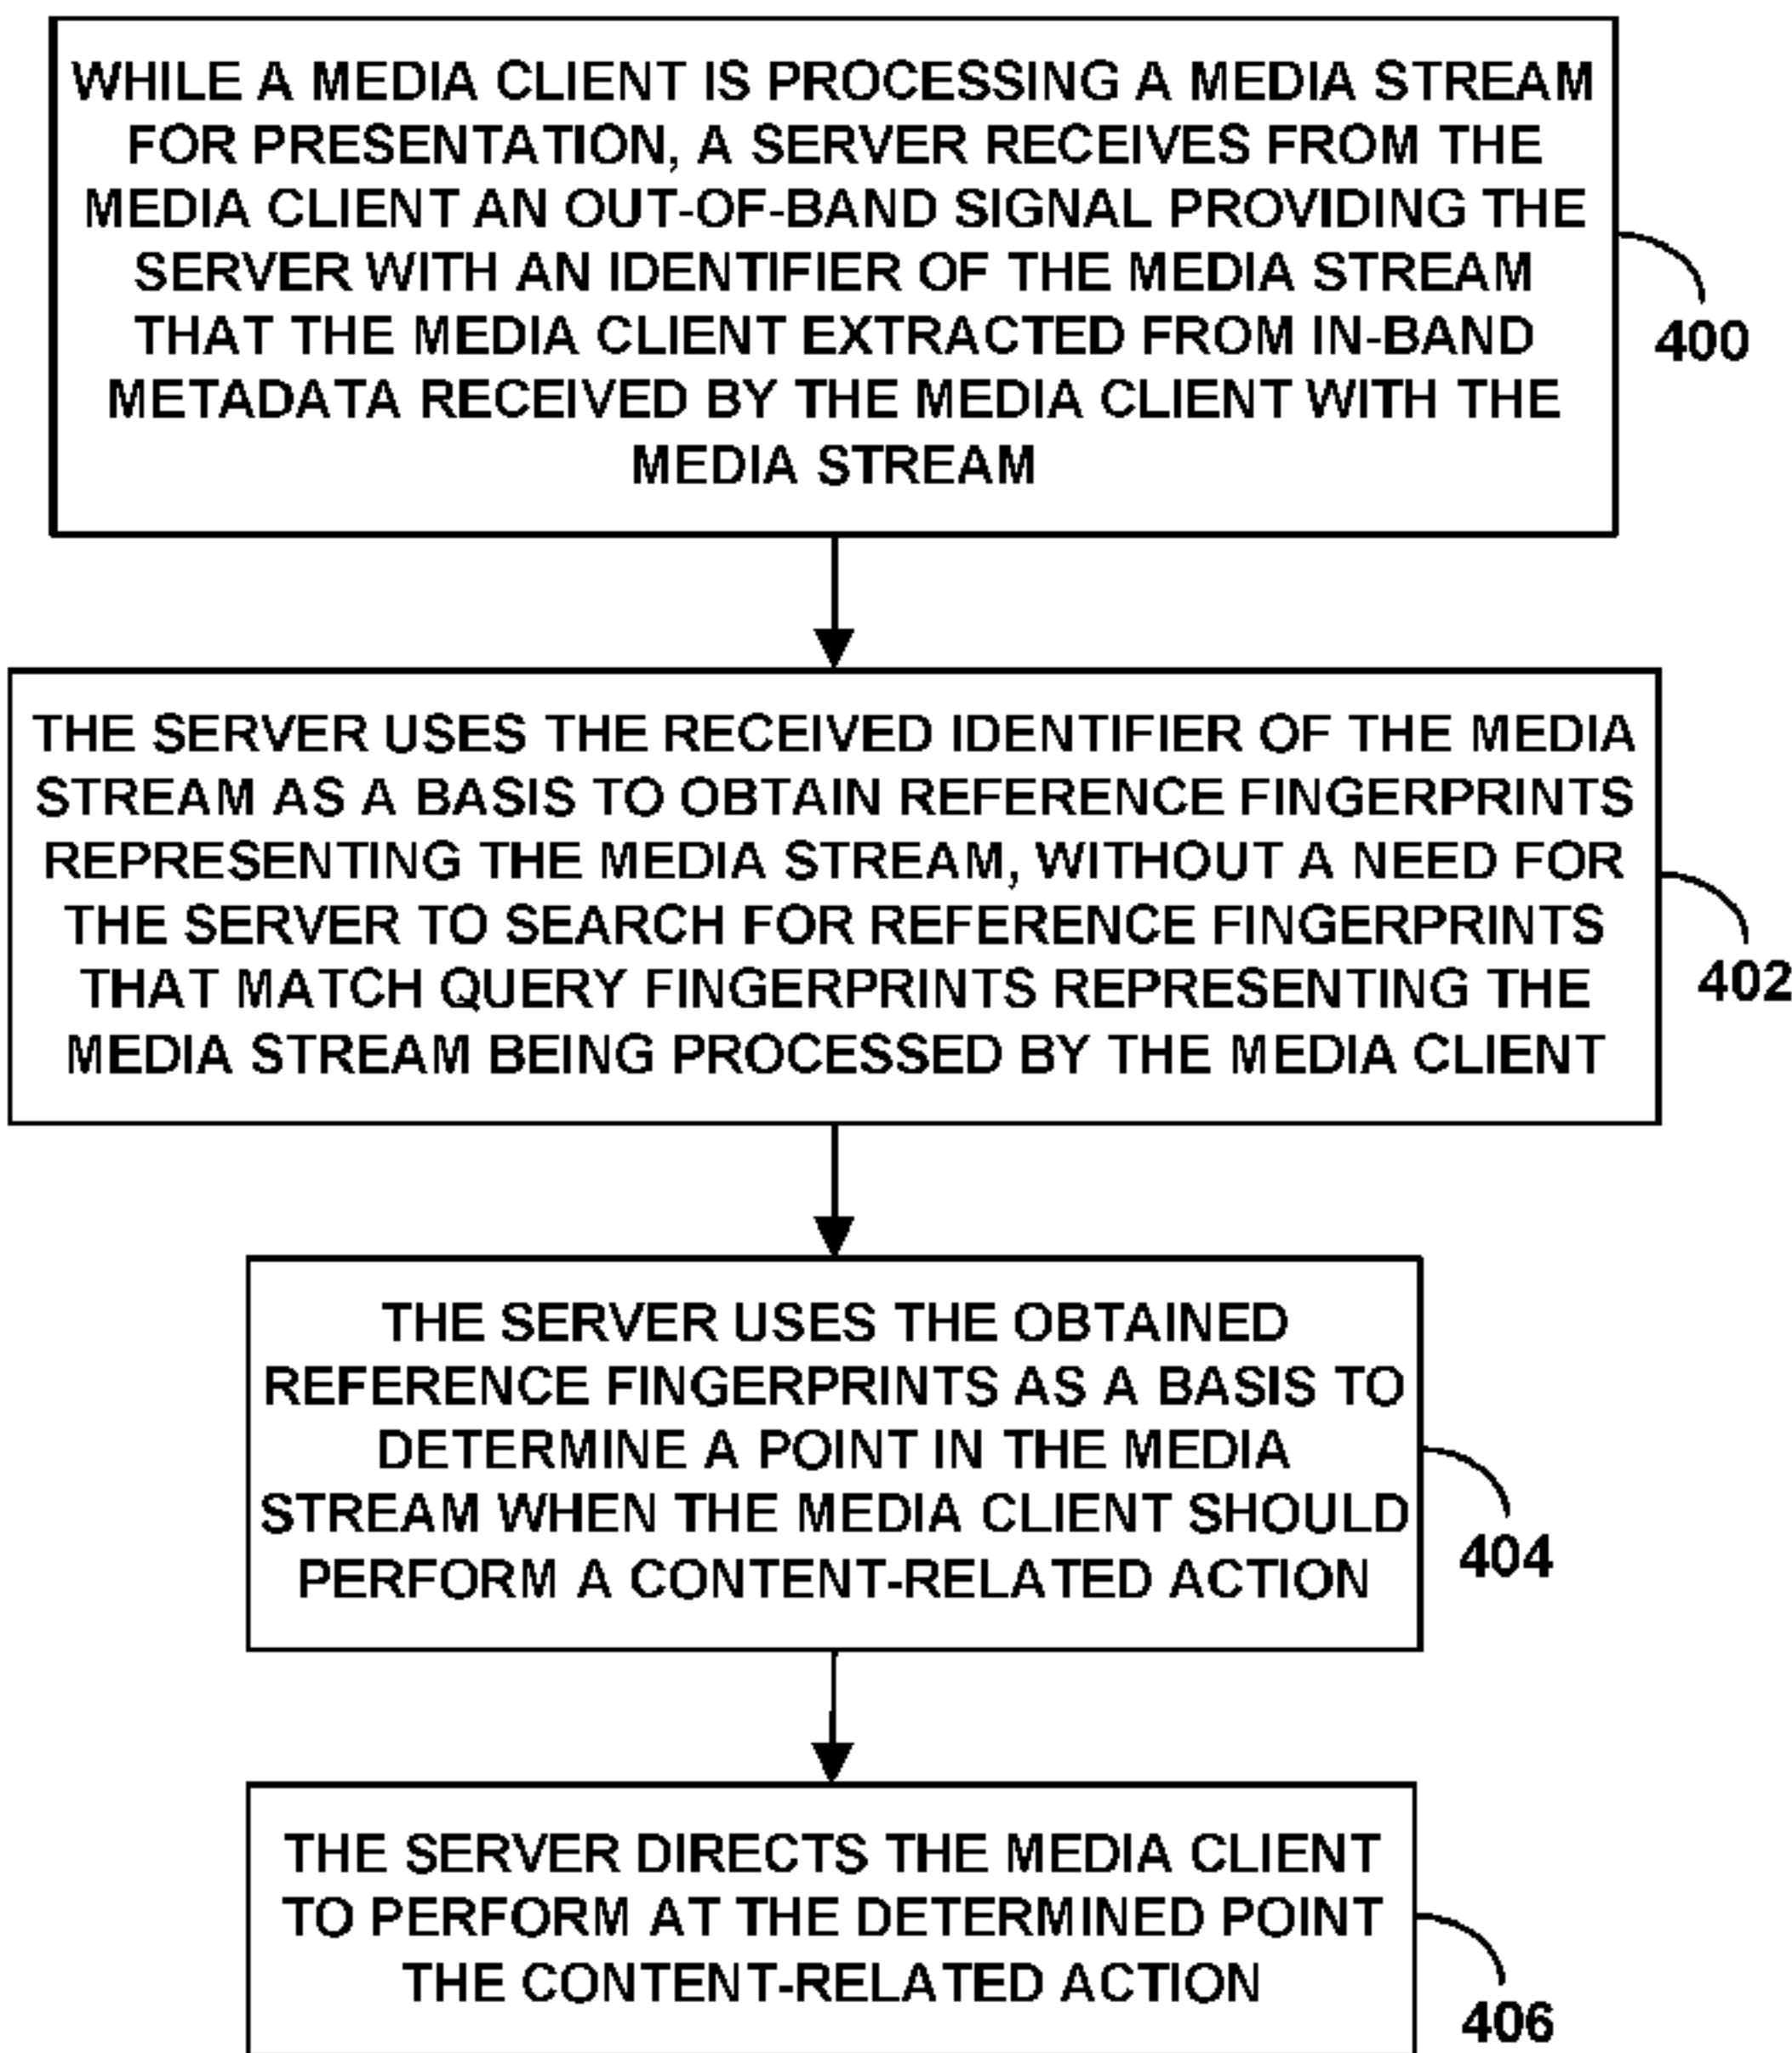 WHILE A MEDIA CLIENT IS PROCESSING A MEDIA STREAM
FOR PRESENTATION, A SERVER RECEIVES FROM THE
MEDIA CLIENT AN OUT-OF-BAND SIGNAL PROVIDING THE
SERVER WITH AN IDENTIFIER OF THE MEDIA STREAM
THAT THE MEDIA CLIENT EXTRACTED FROM IN-BAND
METADATA RECEIVED BY THE MEDIA CLIENT WITH THE
MEDIA STREAM
400
THE SERVER USES THE RECEIVED IDENTIFIER OF THE MEDIA
STREAM AS A BASIS TO OBTAIN REFERENCE FINGERPRINTS
REPRESENTING THE MEDIA STREAM, WITHOUT A NEED FOR
THE SERVER TO SEARCH FOR REFERENCE FINGERPRINTS
THAT MATCH QUERY FINGERPRINTS REPRESENTING THE
MEDIA STREAM BEING PROCESSED BY THE MEDIA CLIENT
402
THE SERVER USES THE OBTAINED
REFERENCE FINGERPRINTS AS A BASIS TO
DETERMINE A POINT IN THE MEDIA
STREAM WHEN THE MEDIA CLIENT SHOULD
PERFORM A CONTENT-RELATED ACTION
404
THE SERVER DIRECTS THE MEDIA CLIENT
TO PERFORM AT THE DETERMINED POINT
THE CONTENT-RELATED ACTION
406